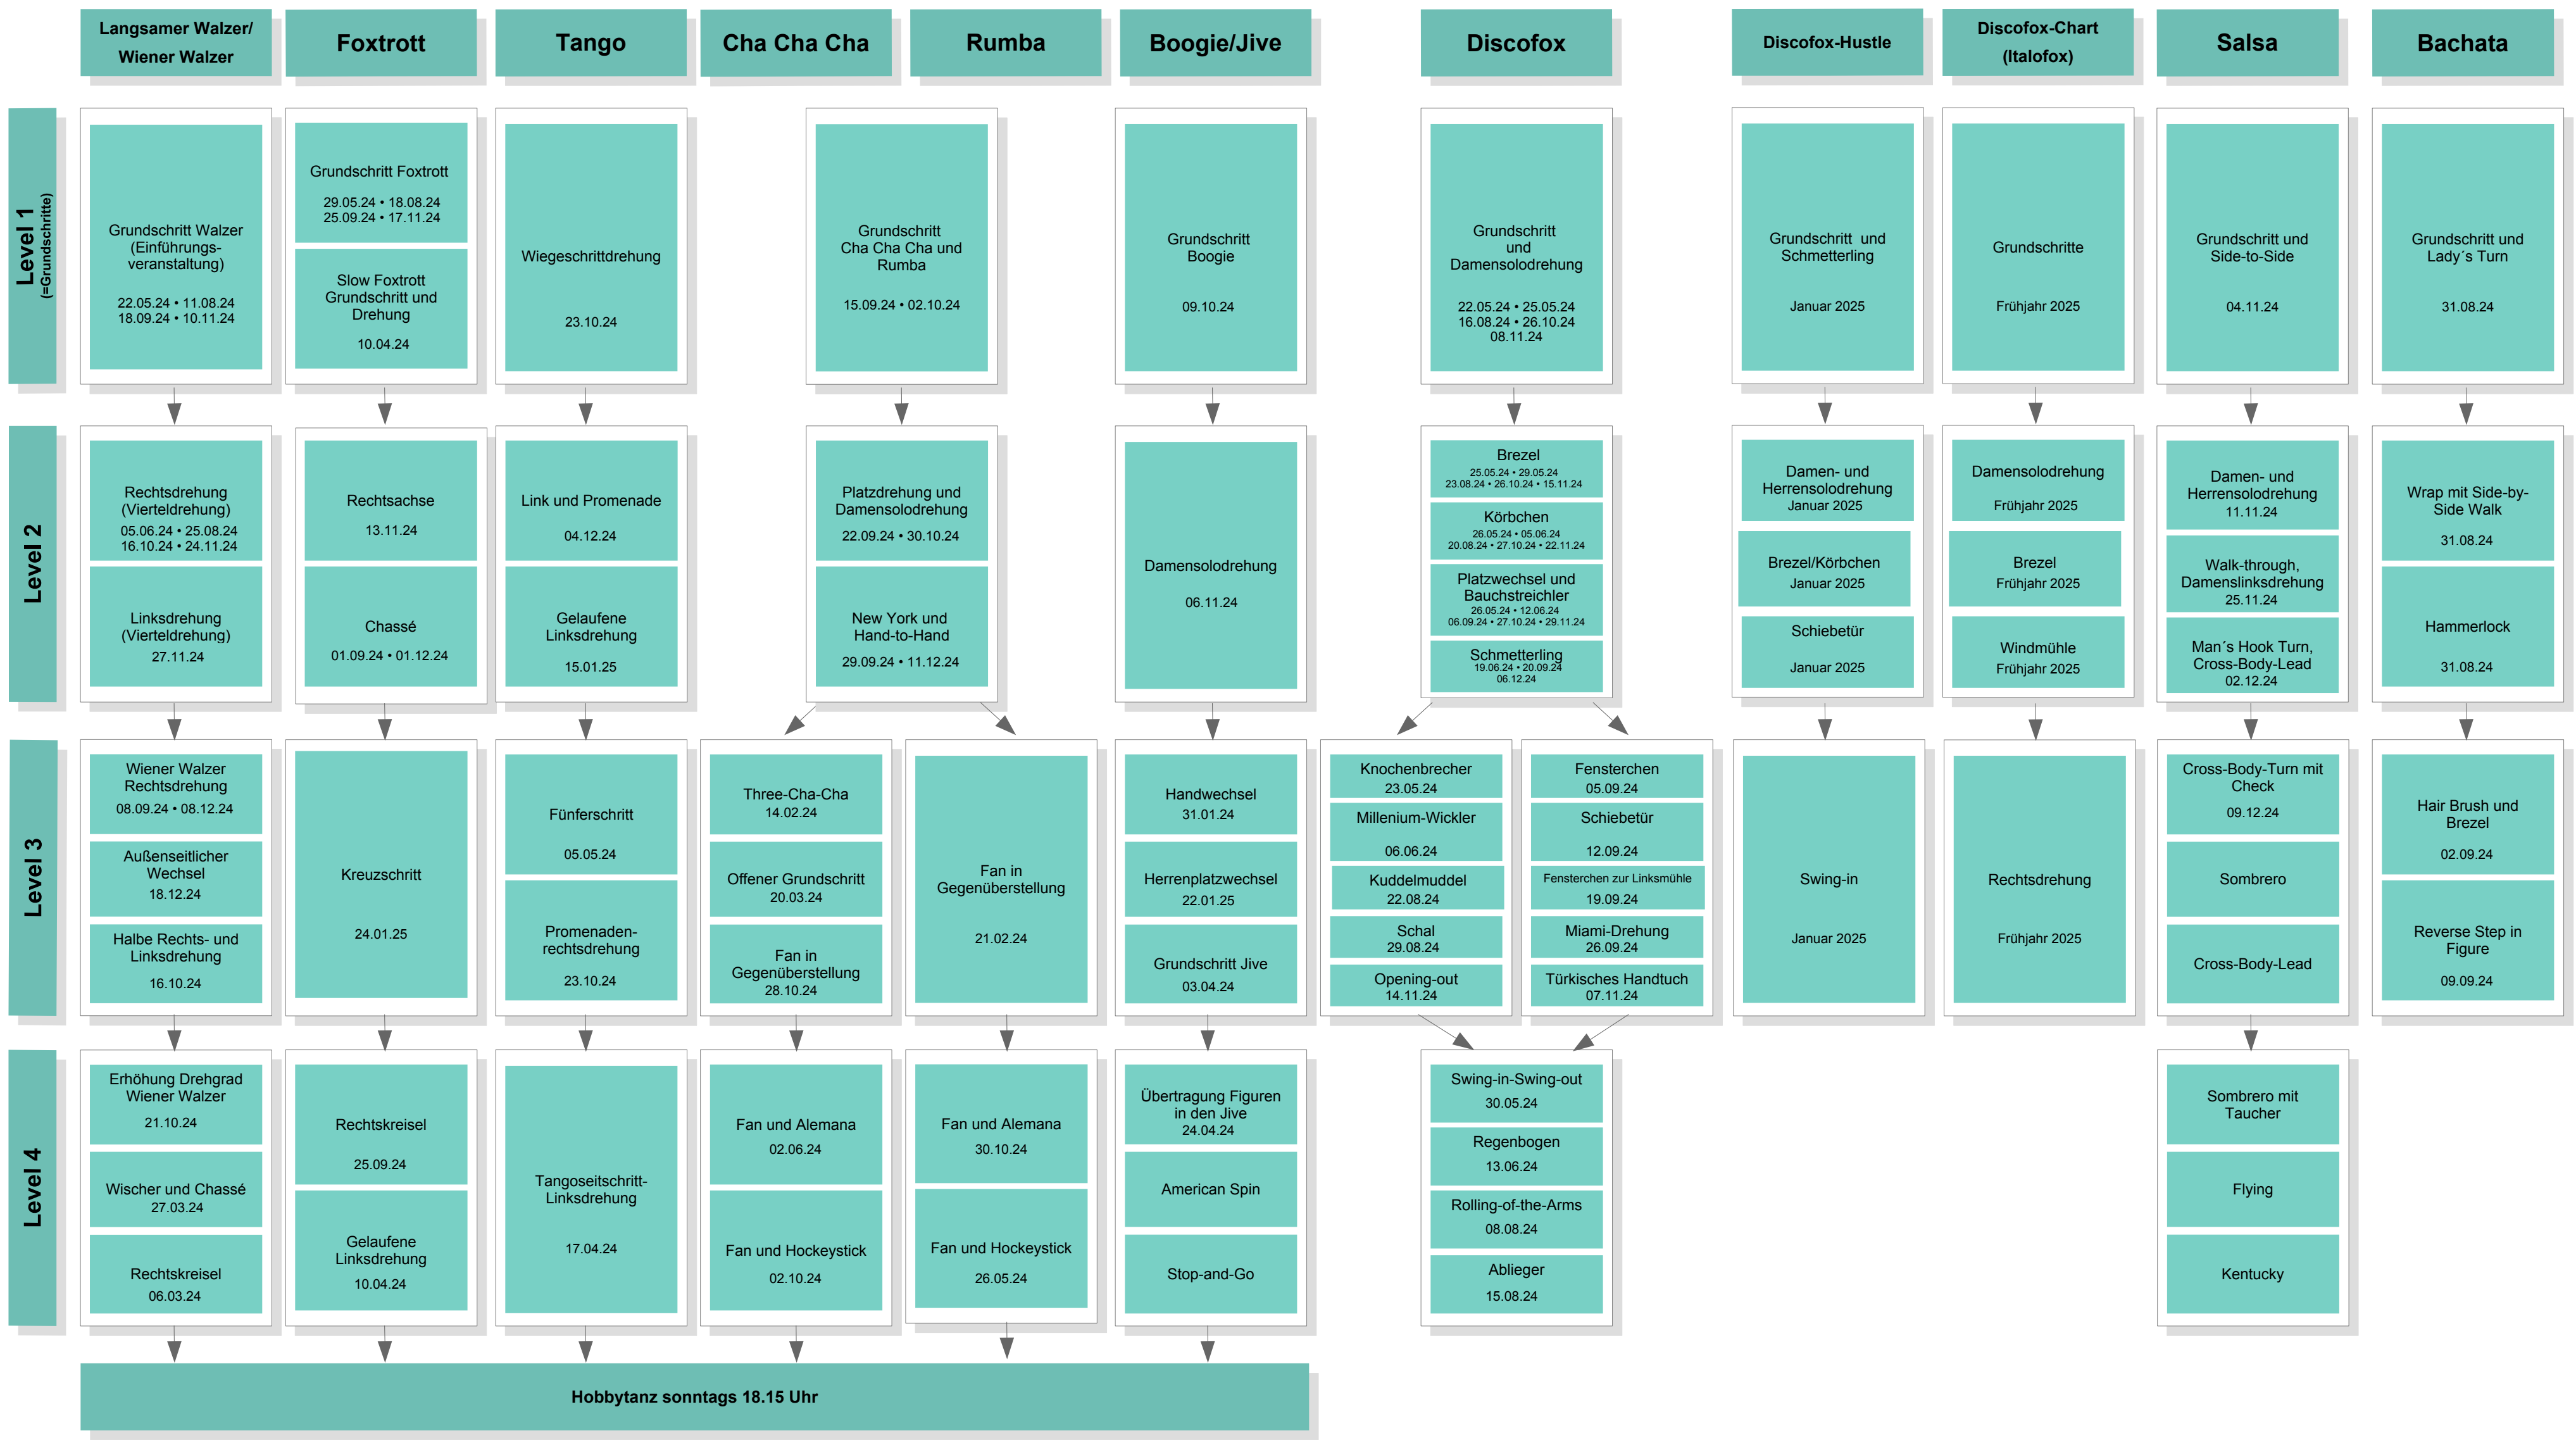 Langsamer Walzer/
Wiener Walzer
Foxtrott
Tango
Cha Cha Cha
Rumba
Boogie/Jive
Discofox
Discofox-Hustle
Discofox-Chart
(Italofox)
Salsa
Bachata
Level 1
(=Grundschritte)
Grundschritt Walzer
(Einführungs-
veranstaltung)
22.05.24 • 11.08.24
18.09.24 • 10.11.24
Grundschritt Foxtrott
29.05.24 • 18.08.24
25.09.24 • 17.11.24
Slow Foxtrott
Grundschritt und
Drehung
10.04.24
Wiegeschrittdrehung
23.10.24
Grundschritt
Cha Cha Cha und
Rumba
15.09.24 • 02.10.24
Grundschritt
Boogie
09.10.24
Grundschritt
und
Damensolodrehung
22.05.24 • 25.05.24
16.08.24 • 26.10.24
08.11.24
Grundschritt und
Schmetterling
Januar 2025
Grundschritte
Frühjahr 2025
Grundschritt und
Side-to-Side
04.11.24
Grundschritt und
Lady´s Turn
31.08.24
Level 2
Rechtsdrehung
(Vierteldrehung)
05.06.24 • 25.08.24
16.10.24 • 24.11.24
Linksdrehung
(Vierteldrehung)
27.11.24
Rechtsachse
13.11.24
Chassé
01.09.24 • 01.12.24
Link und Promenade
04.12.24
Gelaufene
Linksdrehung
15.01.25
Platzdrehung und
Damensolodrehung
22.09.24 • 30.10.24
New York und
Hand-to-Hand
29.09.24 • 11.12.24
Damensolodrehung
06.11.24
Brezel
25.05.24 • 29.05.24
23.08.24 • 26.10.24 • 15.11.24
Körbchen
26.05.24 • 05.06.24
20.08.24 • 27.10.24 • 22.11.24
Platzwechsel und
Bauchstreichler
26.05.24 • 12.06.24
06.09.24 • 27.10.24 • 29.11.24
Schmetterling
19.06.24 • 20.09.24
06.12.24
Damen- und
Herrensolodrehung
Januar 2025
Brezel/Körbchen
Januar 2025
Schiebetür
Januar 2025
Damensolodrehung
Frühjahr 2025
Brezel
Frühjahr 2025
Windmühle
Frühjahr 2025
Damen- und
Herrensolodrehung
11.11.24
Walk-through,
Damenslinksdrehung
25.11.24
Man´s Hook Turn,
Cross-Body-Lead
02.12.24
Wrap mit Side-by-
Side Walk
31.08.24
Hammerlock
31.08.24
Level 3
Wiener Walzer
Rechtsdrehung
08.09.24 • 08.12.24
Außenseitlicher
Wechsel
18.12.24
Halbe Rechts- und
Linksdrehung
16.10.24
Kreuzschritt
24.01.25
Fünferschritt
05.05.24
Promenaden-
rechtsdrehung
23.10.24
Three-Cha-Cha
14.02.24
Offener Grundschritt
20.03.24
Fan in
Gegenüberstellung
28.10.24
Fan in
Gegenüberstellung
21.02.24
Handwechsel
31.01.24
Herrenplatzwechsel
22.01.25
Grundschritt Jive
03.04.24
Knochenbrecher
23.05.24
Millenium-Wickler
06.06.24
Kuddelmuddel
22.08.24
Schal
29.08.24
Opening-out
14.11.24
Fensterchen
05.09.24
Schiebetür
12.09.24
Fensterchen zur Linksmühle
19.09.24
Miami-Drehung
26.09.24
Türkisches Handtuch
07.11.24
Swing-in
Januar 2025
Rechtsdrehung
Frühjahr 2025
Cross-Body-Turn mit
Check
09.12.24
Sombrero
Cross-Body-Lead
Hair Brush und
Brezel
02.09.24
Reverse Step in
Figure
09.09.24
Level 4
Erhöhung Drehgrad
Wiener Walzer
21.10.24
Wischer und Chassé
27.03.24
Rechtskreisel
06.03.24
Rechtskreisel
25.09.24
Gelaufene
Linksdrehung
10.04.24
Tangoseitschritt-
Linksdrehung
17.04.24
Fan und Alemana
02.06.24
Fan und Hockeystick
02.10.24
Fan und Alemana
30.10.24
Fan und Hockeystick
26.05.24
Übertragung Figuren
in den Jive
24.04.24
American Spin
Stop-and-Go
Swing-in-Swing-out
30.05.24
Regenbogen
13.06.24
Rolling-of-the-Arms
08.08.24
Ablieger
15.08.24
Sombrero mit
Taucher
Flying
Kentucky
Hobbytanz sonntags 18.15 Uhr